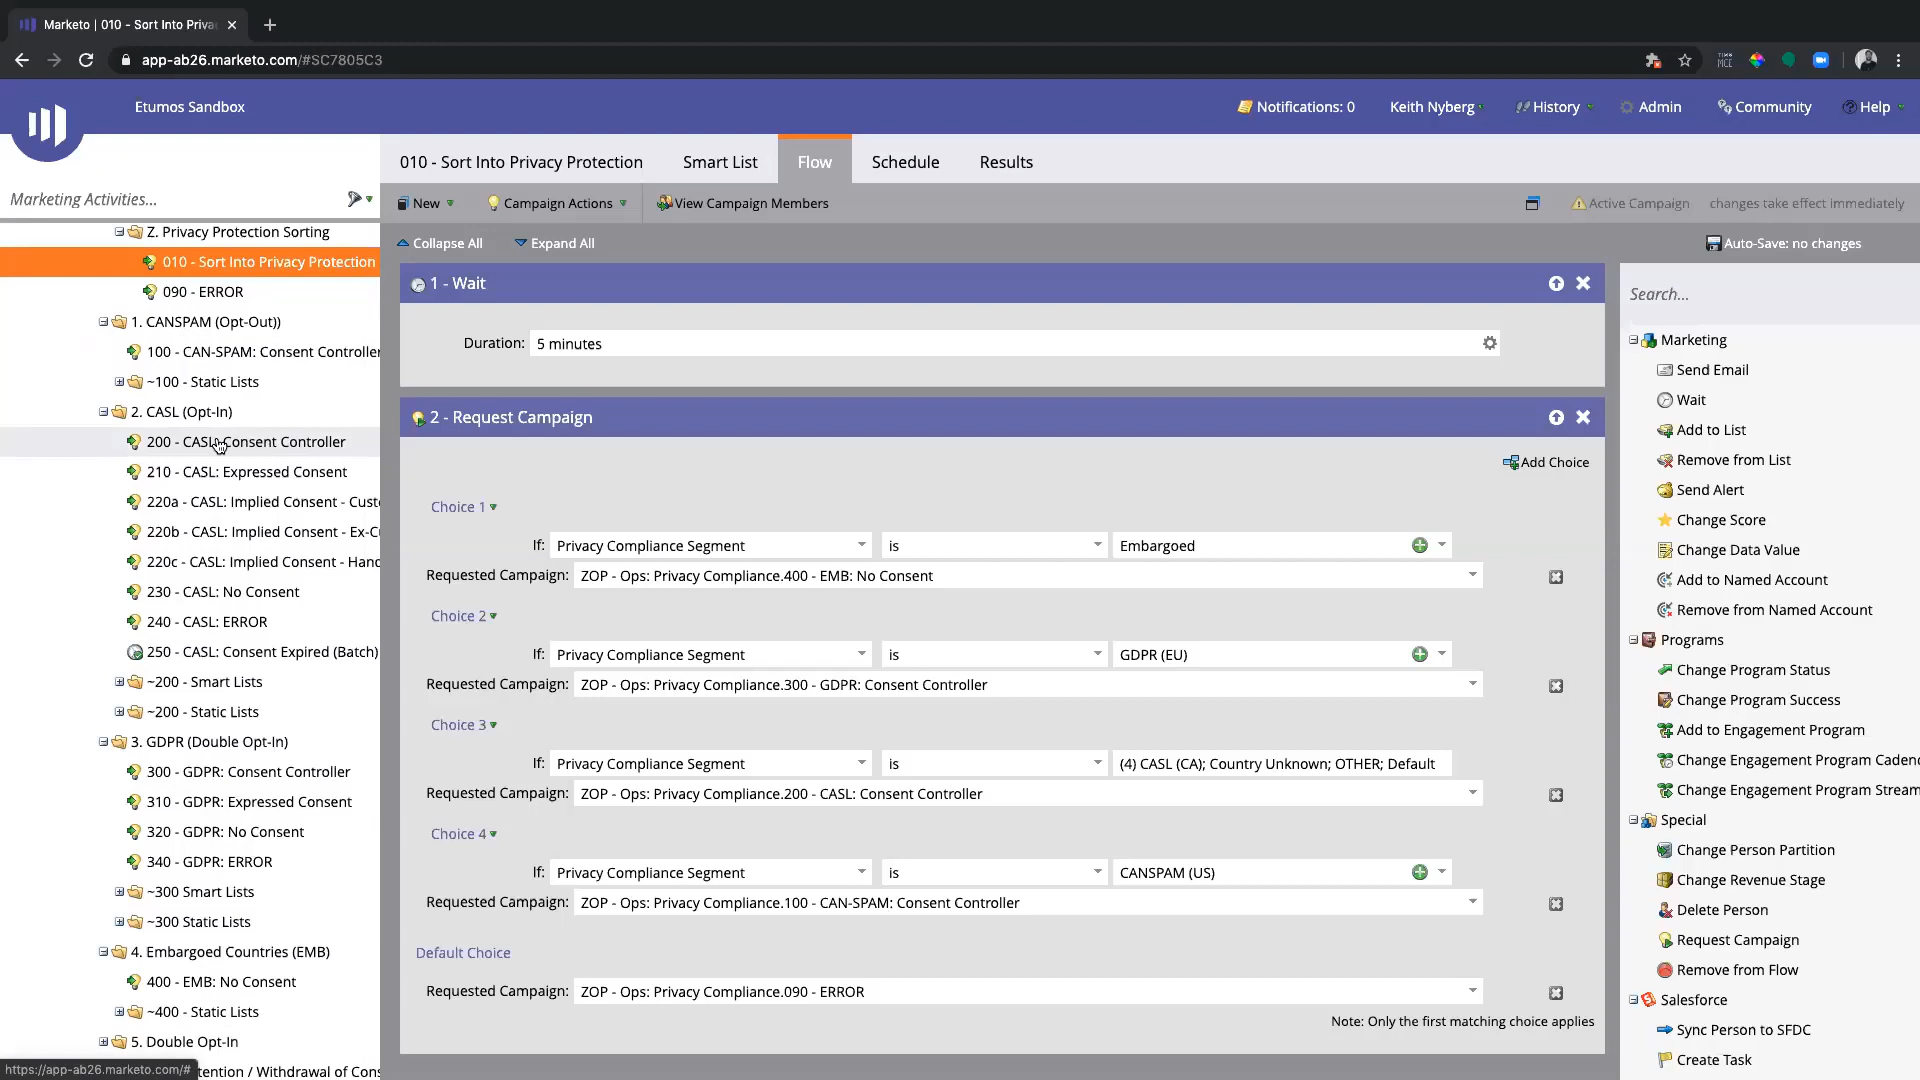 Marketo | 010 - Sort Into Priva
app-ab26.marketo.com/#SC7805C3
Etumos Sandbox
Notifications: 0
Keith Nyberg
History
Admin
Community
Help
Marketing Activities...
010 - Sort Into Privacy Protection
Smart List
Flow
Schedule
Results
New
Campaign Actions
View Campaign Members
Active Campaign
changes take effect immediately
Collapse All
Expand All
Auto-Save: no changes
Z. Privacy Protection Sorting
010 - Sort Into Privacy Protection
090 - ERROR
1. CANSPAM (Opt-Out))
100 - CAN-SPAM: Consent Controller
~100 - Static Lists
2. CASL (Opt-In)
200 - CASL: Consent Controller
210 - CASL: Expressed Consent
220a - CASL: Implied Consent - Custo
220b - CASL: Implied Consent - Ex-Cu
220c - CASL: Implied Consent - Hand
230 - CASL: No Consent
240 - CASL: ERROR
250 - CASL: Consent Expired (Batch)
~200 - Smart Lists
~200 - Static Lists
3. GDPR (Double Opt-In)
300 - GDPR: Consent Controller
310 - GDPR: Expressed Consent
320 - GDPR: No Consent
340 - GDPR: ERROR
~300 Smart Lists
~300 Static Lists
4. Embargoed Countries (EMB)
400 - EMB: No Consent
~400 - Static Lists
5. Double Opt-In
tention / Withdrawal of Cons
https://app-ab26.marketo.com/#
1 - Wait
Duration: 5 minutes
2 - Request Campaign
Add Choice
Choice 1
If: Privacy Compliance Segment is Embargoed
Requested Campaign: ZOP - Ops: Privacy Compliance.400 - EMB: No Consent
Choice 2
If: Privacy Compliance Segment is GDPR (EU)
Requested Campaign: ZOP - Ops: Privacy Compliance.300 - GDPR: Consent Controller
Choice 3
If: Privacy Compliance Segment is (4) CASL (CA); Country Unknown; OTHER; Default
Requested Campaign: ZOP - Ops: Privacy Compliance.200 - CASL: Consent Controller
Choice 4
If: Privacy Compliance Segment is CANSPAM (US)
Requested Campaign: ZOP - Ops: Privacy Compliance.100 - CAN-SPAM: Consent Controller
Default Choice
Requested Campaign: ZOP - Ops: Privacy Compliance.090 - ERROR
Note: Only the first matching choice applies
Search...
Marketing
Send Email
Wait
Add to List
Remove from List
Send Alert
Change Score
Change Data Value
Add to Named Account
Remove from Named Account
Programs
Change Program Status
Change Program Success
Add to Engagement Program
Change Engagement Program Cadenc
Change Engagement Program Stream
Special
Change Person Partition
Change Revenue Stage
Delete Person
Request Campaign
Remove from Flow
Salesforce
Sync Person to SFDC
Create Task